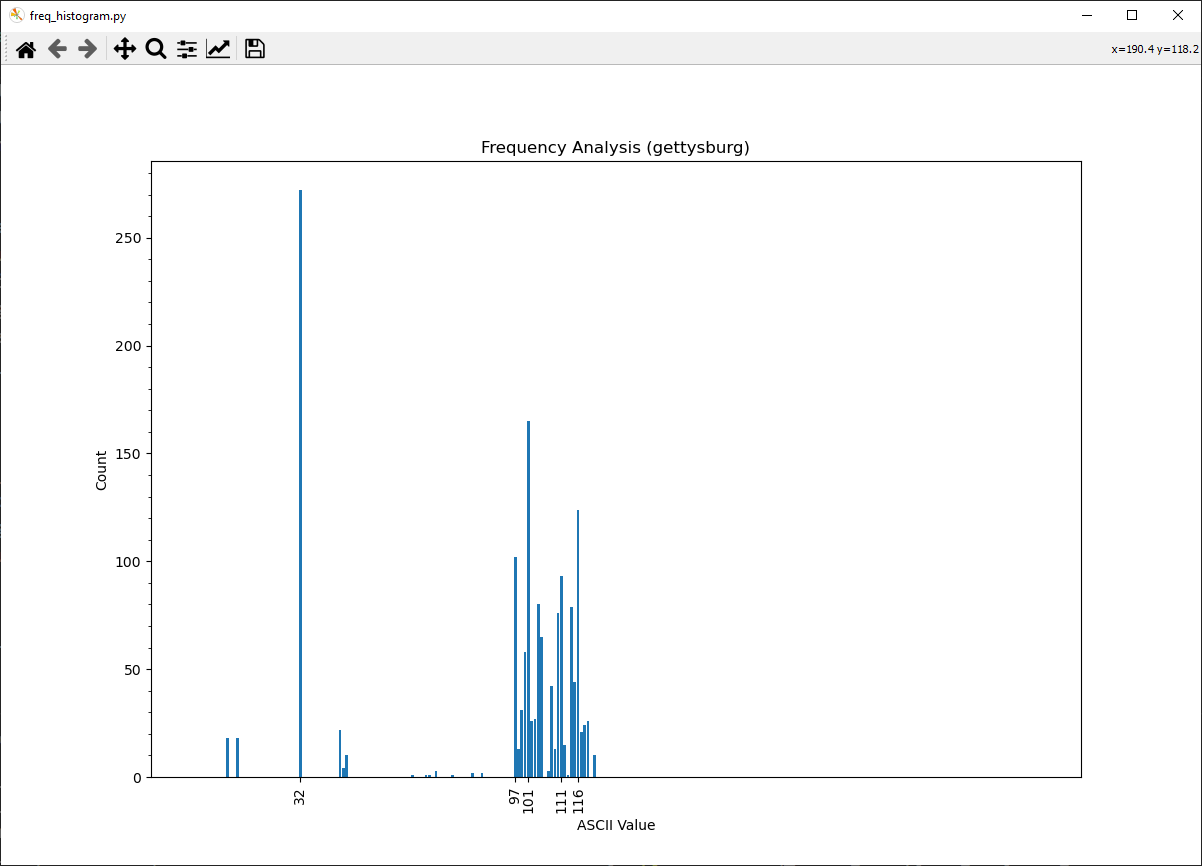 freq_histogram.py
x=190.4 y=118.2
Frequency Analysis (gettysburg)
Count
250
200
150
100
50
0
32
97
101
111
116
ASCII Value